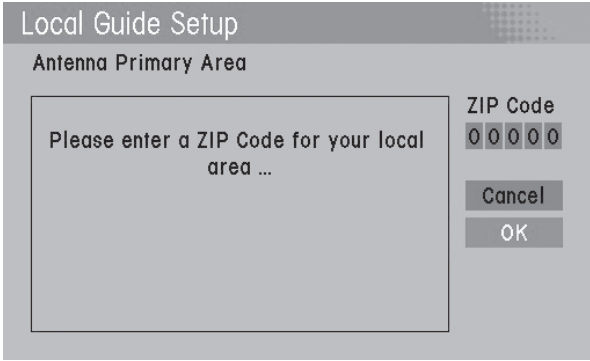 Local Guide Setup
Antenna Primary Area
Please enter a ZIP Code for your local
area ...
ZIP Code
00000
Cancel
OK